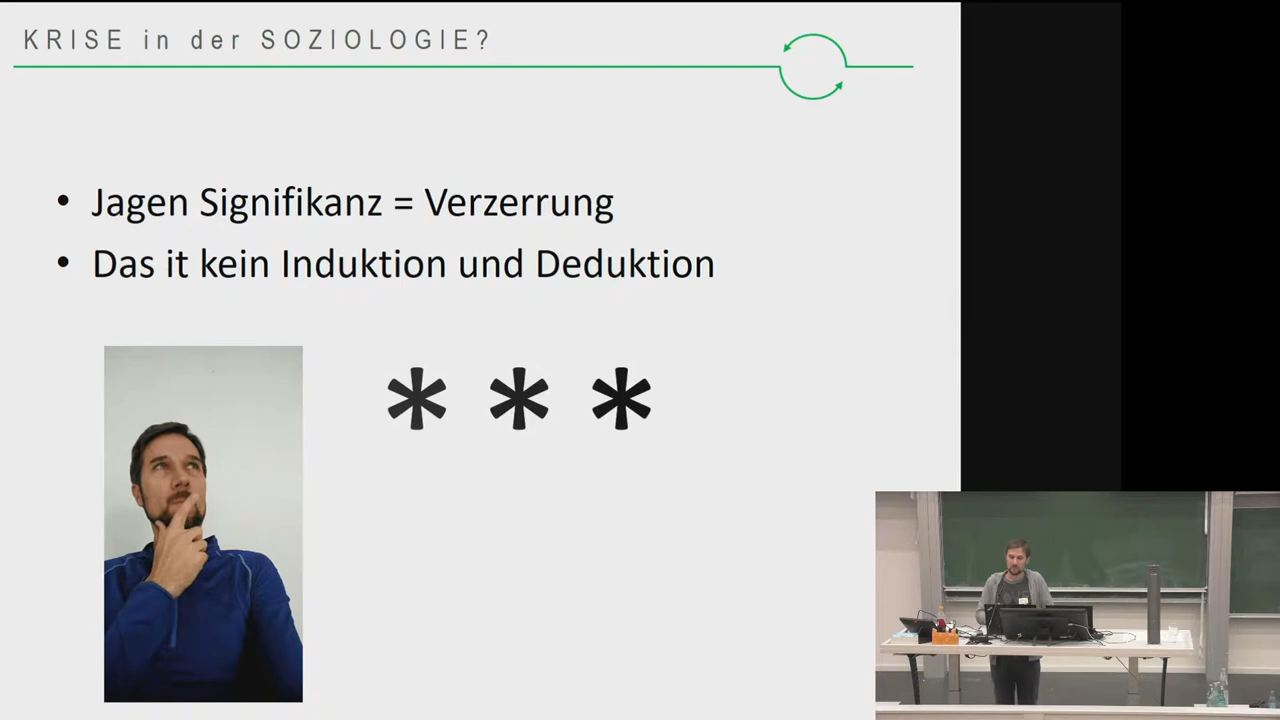 KRISE in der SOZIOLOGIE?
• Jagen Signifikanz = Verzerrung
• Das it kein Induktion und Deduktion
* * *